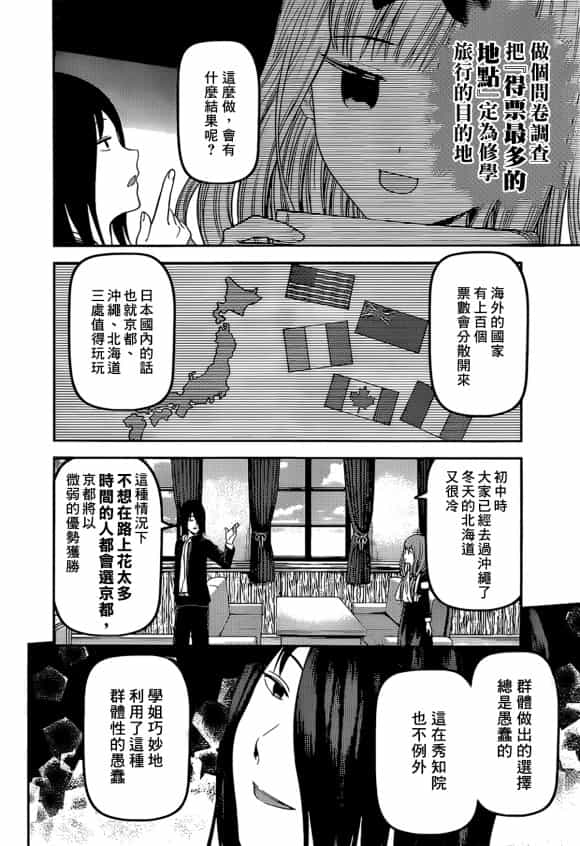 做個問卷調查
把『得票最多的
地點』定為修學
旅行的目的地
這麼做，會有
什麼結果呢？
海外的國家
有上百個
票數會分散開來
日本國內的話
也就京都、
沖繩、北海道
三處值得玩玩
初中時
大家已經去過沖繩了
冬天的北海道
又很冷
這種情況下
不想在路上花太多
時間的人都會選京都，
京都將以
微弱的優勢獲勝
群體做出的選擇
總是愚蠢的
這在秀知院
也不例外
學姐巧妙地
利用了這種
群體性的愚蠢